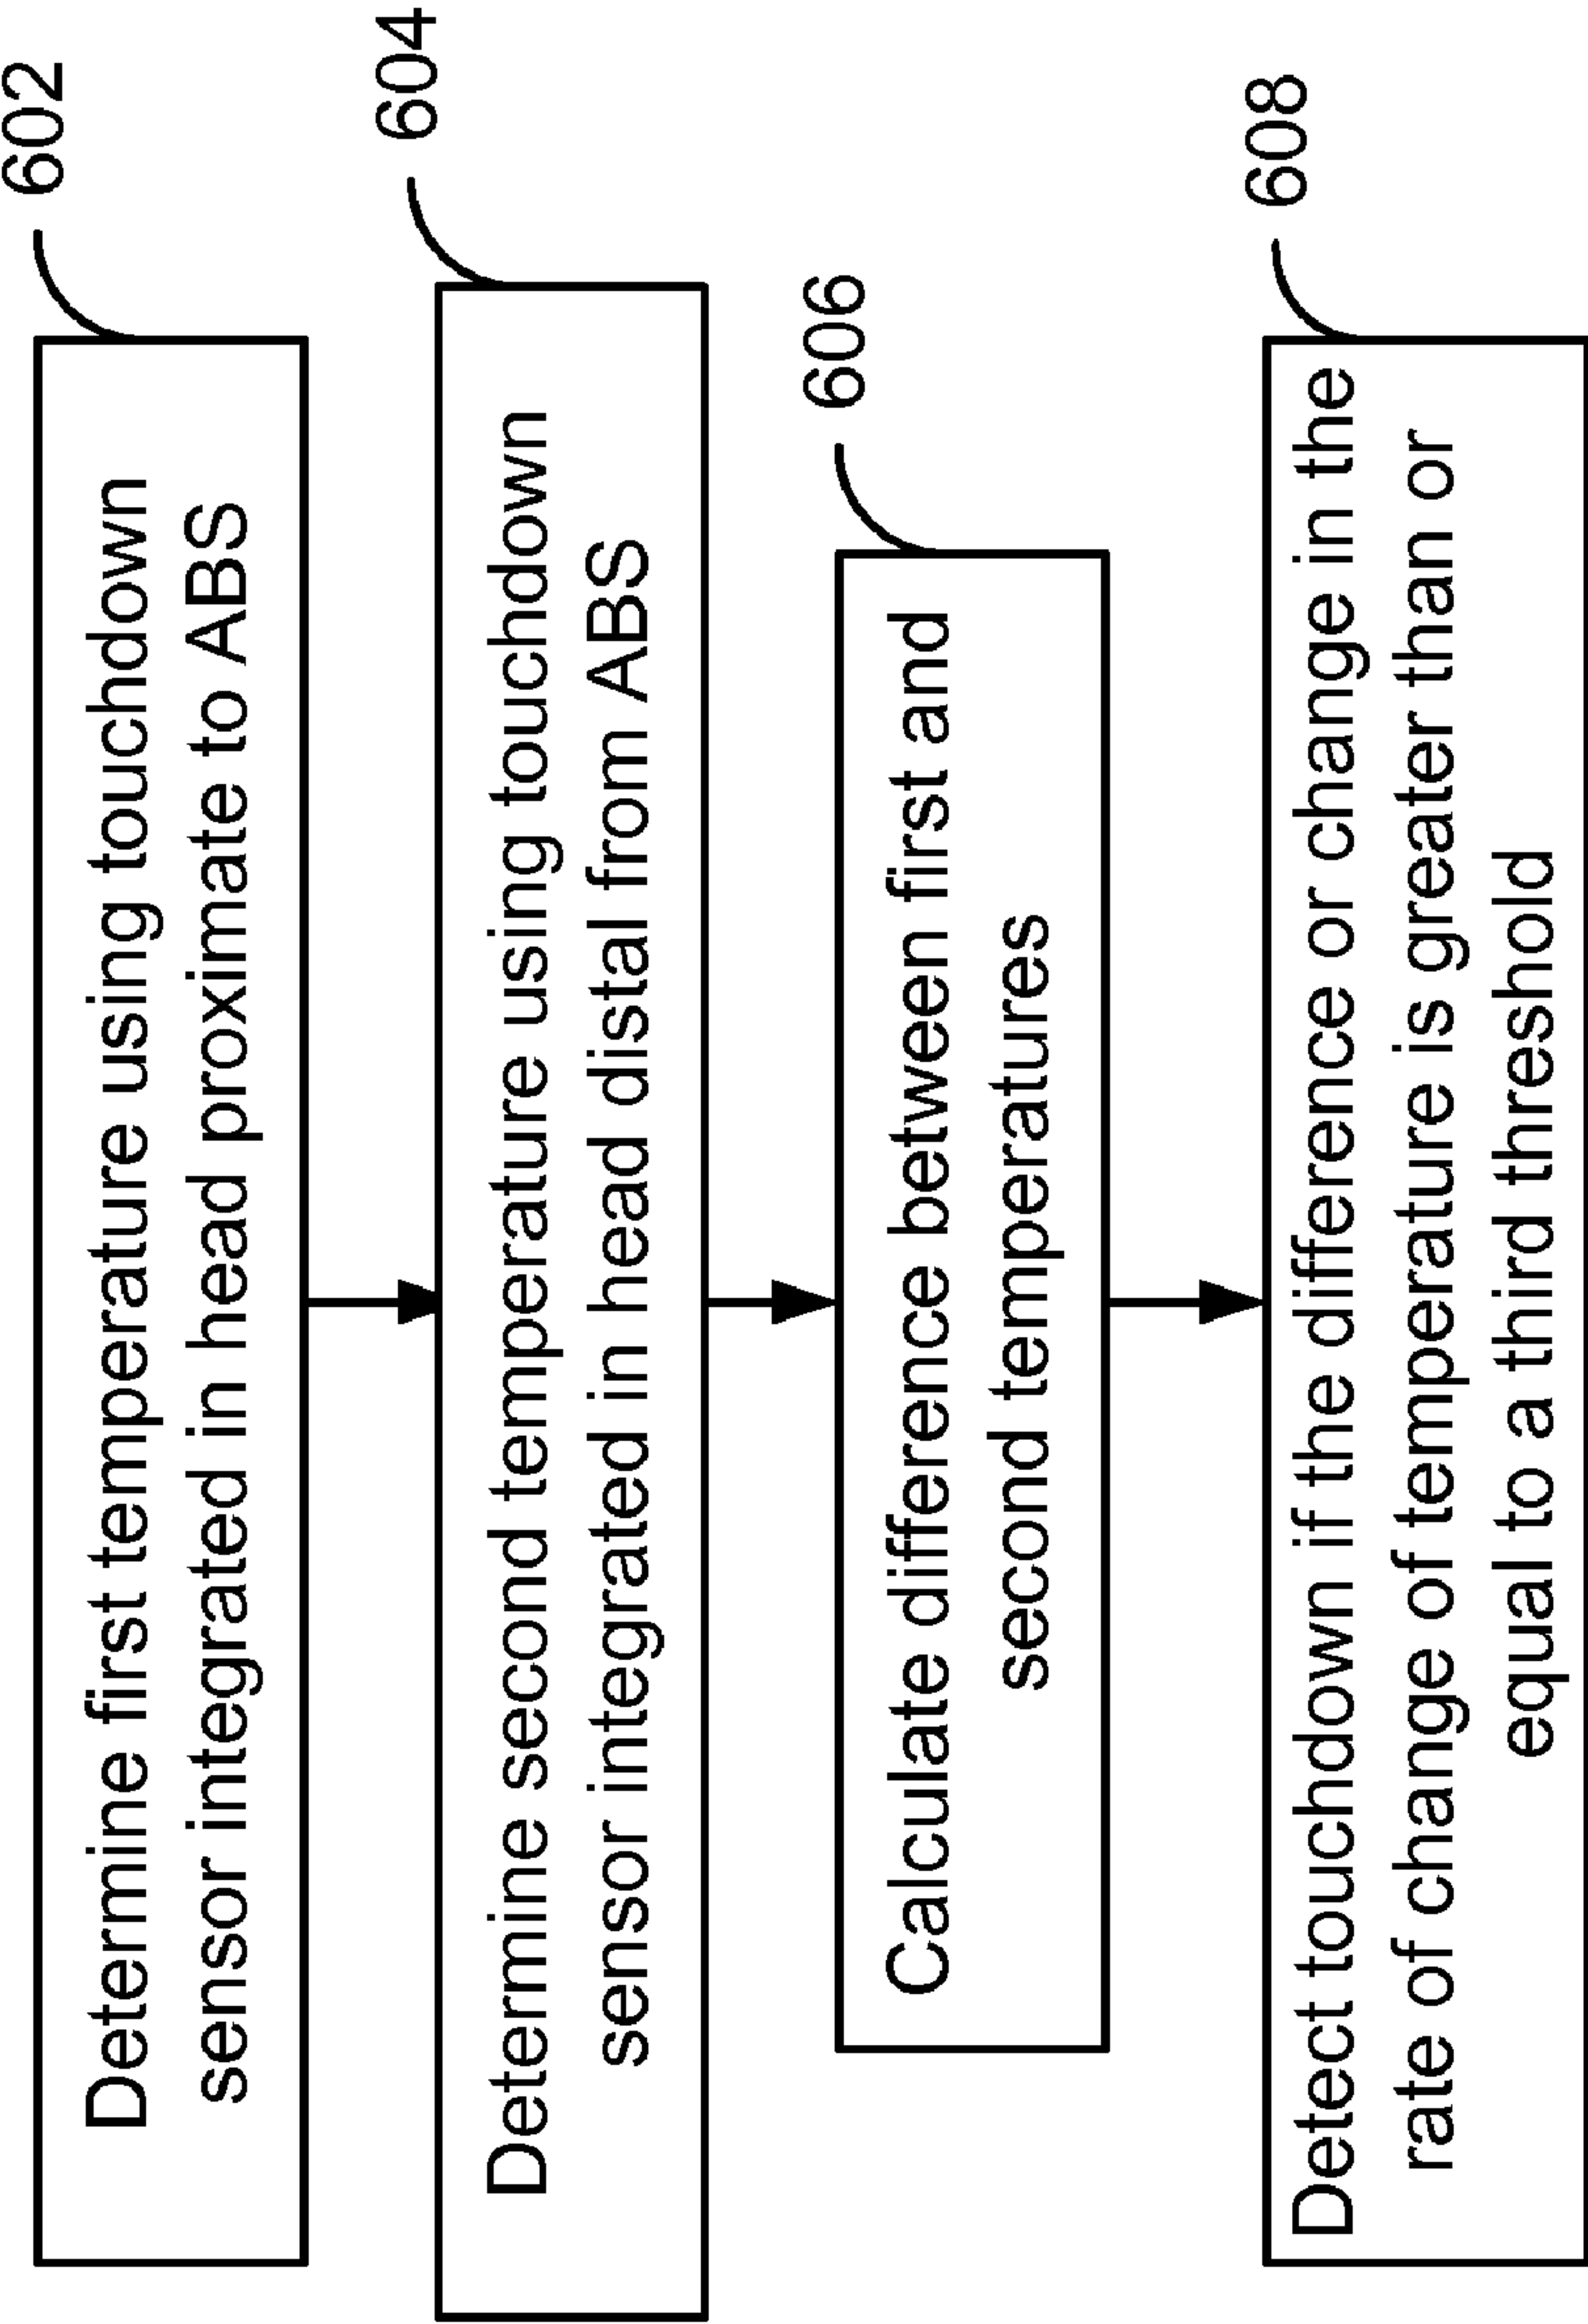 602
Determine first temperature using touchdown
sensor integrated in head proximate to ABS
604
Determine second temperature using touchdown
sensor integrated in head distal from ABS
606
Calculate difference between first and
second temperatures
608
Detect touchdown if the difference or change in the
rate of change of temperature is greater than or
equal to a third threshold